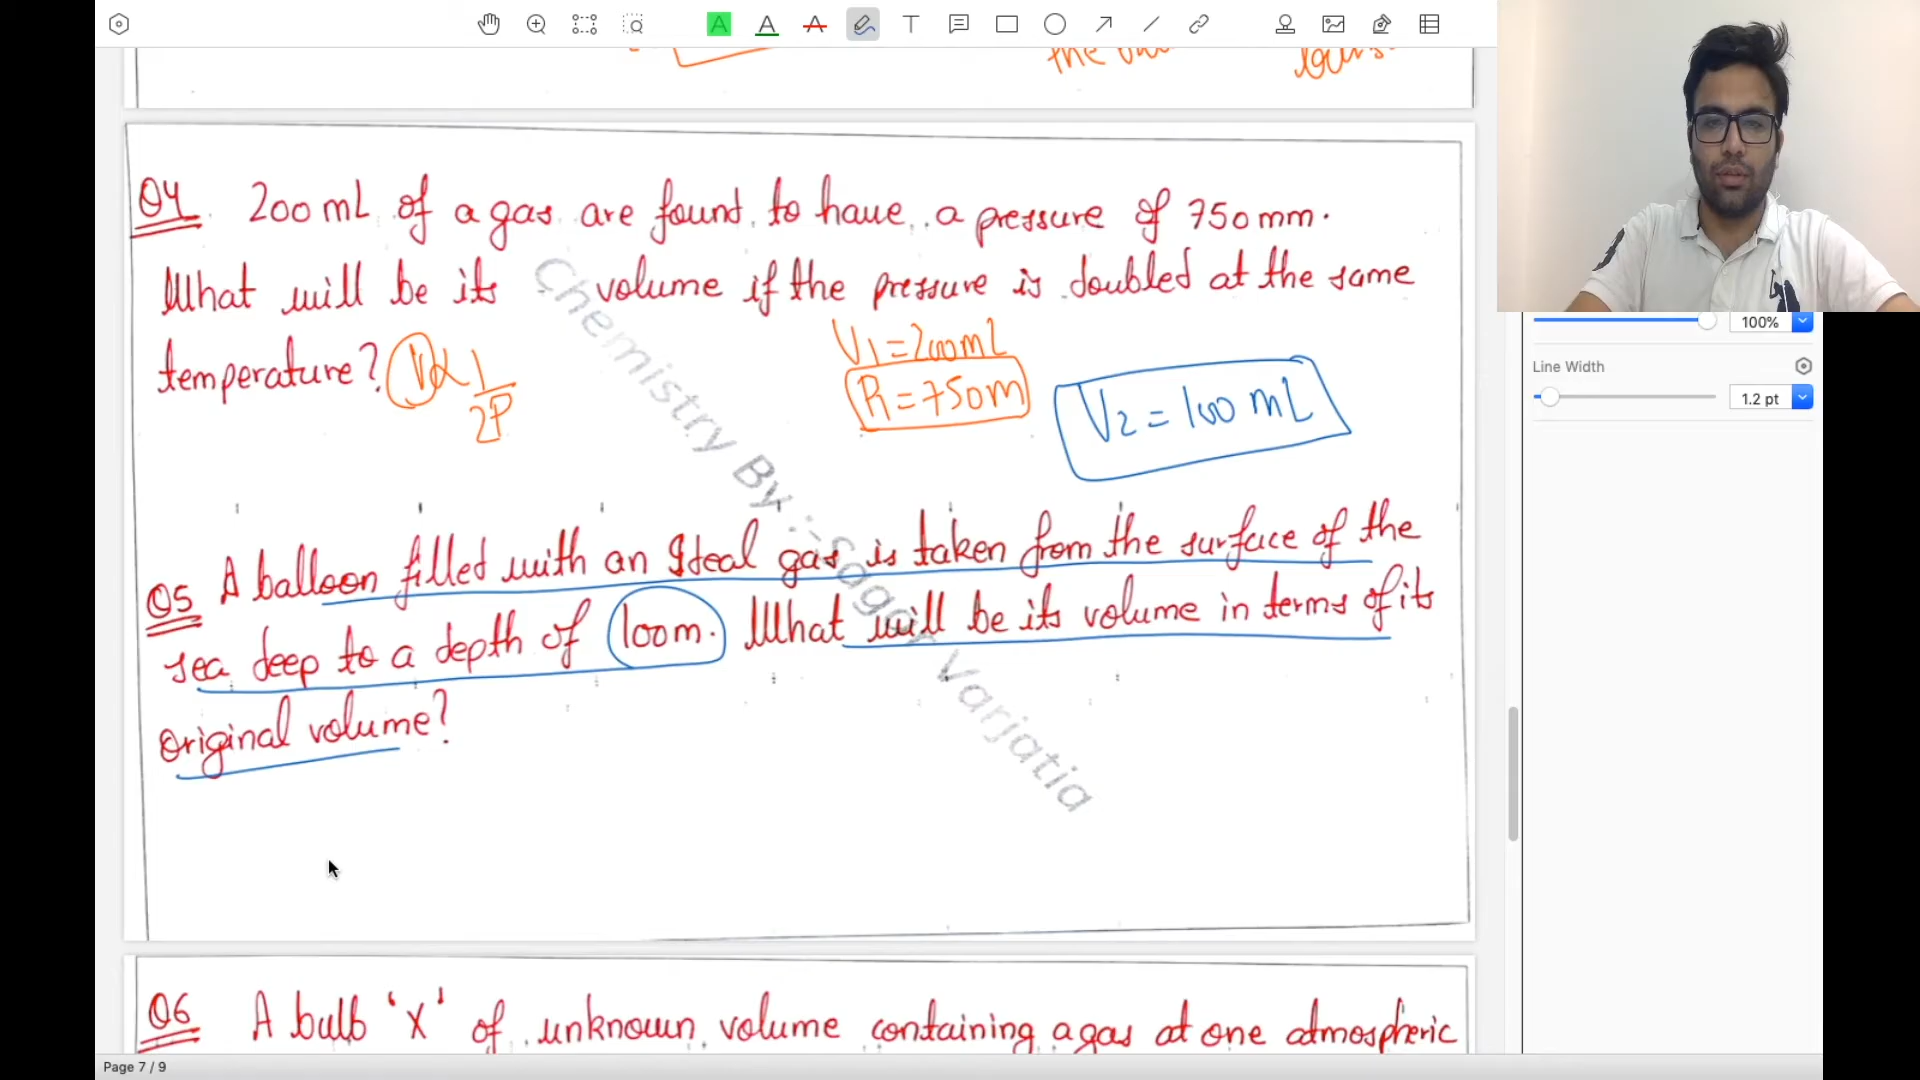 the
Q4 200 mL of a gas are found to have a pressure of 750 mm.
What will be its volume if the pressure is doubled at the same
temperature? V∝1/2P
V1 = 200 mL
P1 = 750 m
V2 = 100 mL
Q5 A balloon filled with an Ideal gas is taken from the surface of the
sea deep to a depth of 100m. What will be its volume in terms of its
original volume?
Chemistry By :- Sagar Varjatia
Q6 A bulb 'X' of unknown volume containing a gas at one atmospheric
100%
Line Width
1.2 pt
Page 7 / 9